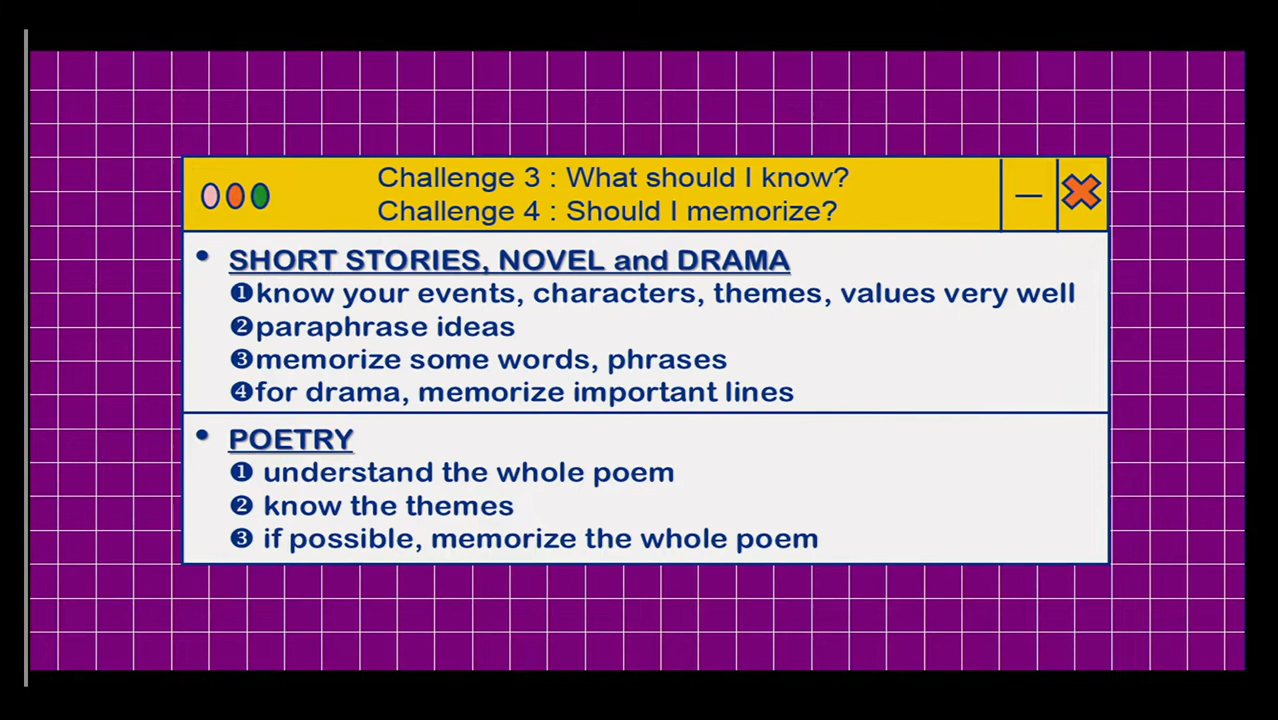 Challenge 3 : What should I know?
Challenge 4 : Should I memorize?
• SHORT STORIES, NOVEL and DRAMA
❶know your events, characters, themes, values very well
❷paraphrase ideas
❸memorize some words, phrases
❹for drama, memorize important lines
• POETRY
❶ understand the whole poem
❷ know the themes
❸ if possible, memorize the whole poem